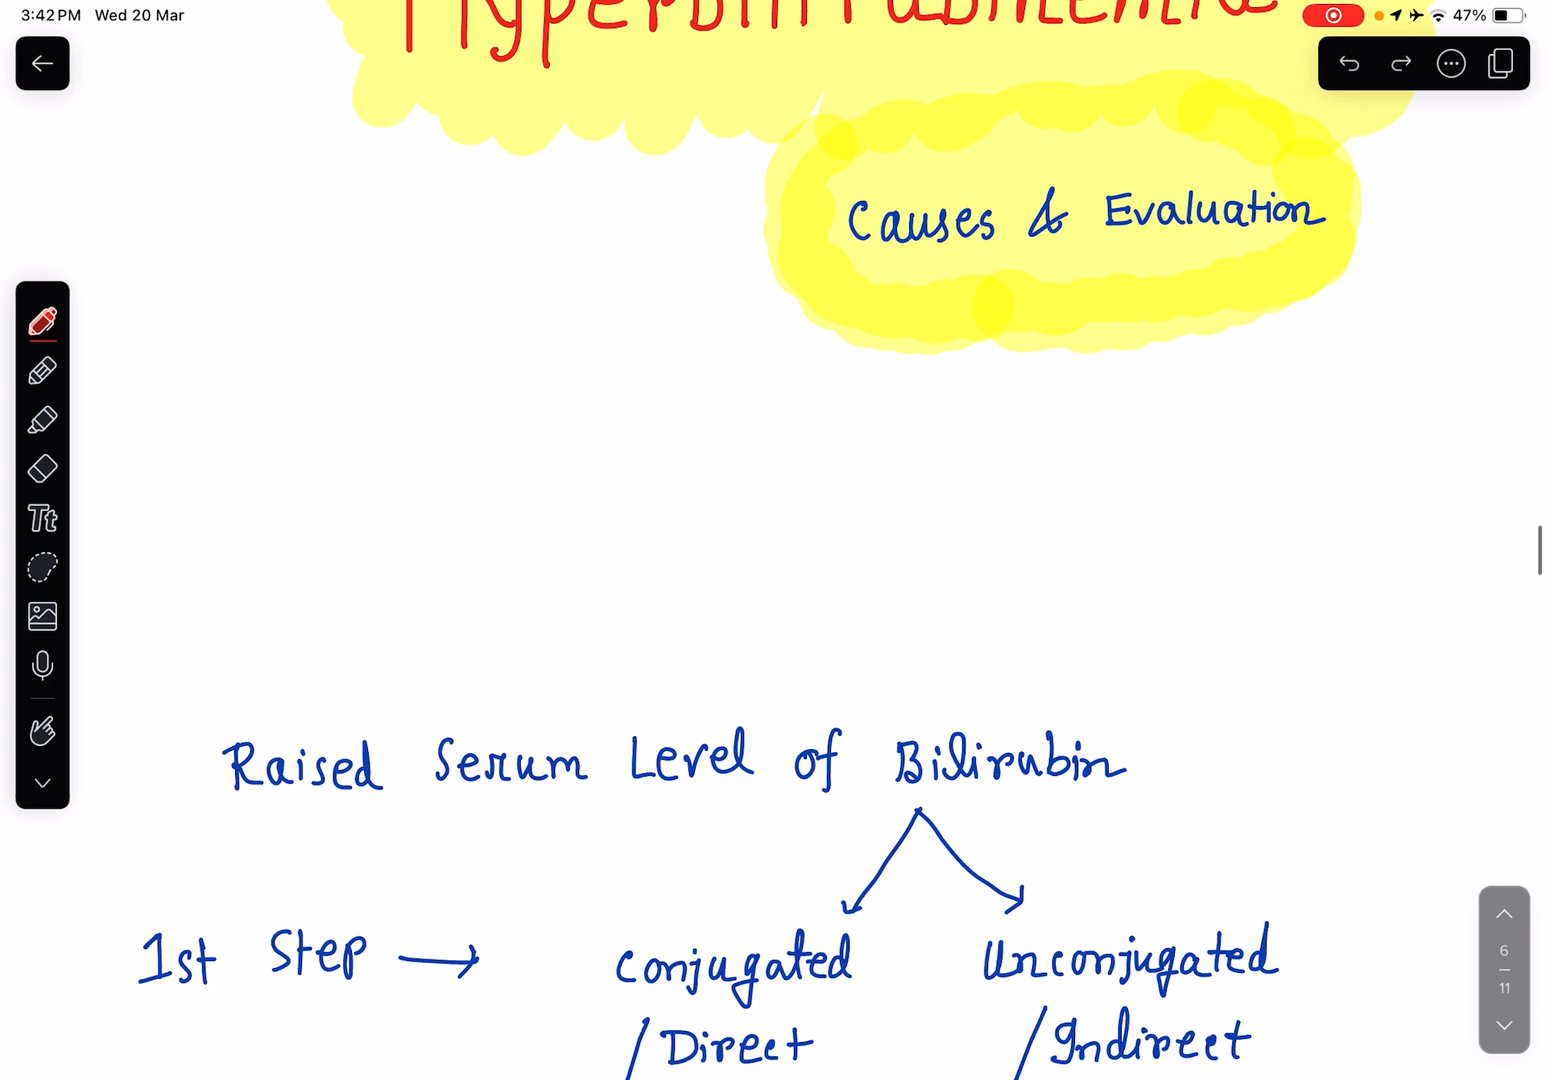 3:42 PM Wed 20 Mar
47%
Causes & Evaluation
Tt
Raised Serum Level of Bilirubin
1st Step → Conjugated Unconjugated
/Direct /Indirect
6
11